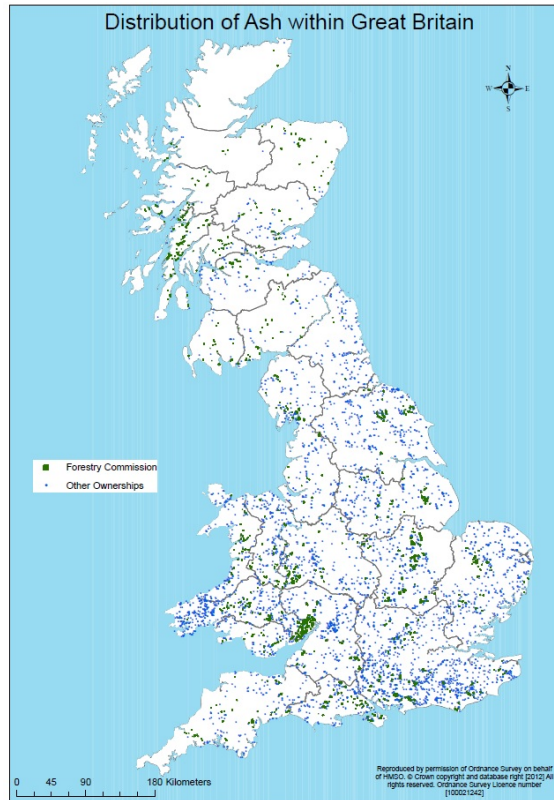 Distribution of Ash within Great Britain
N
W E
S
Forestry Commission
Other Ownerships
0 45 90 180 Kilometers
Reproduced by permission of Ordnance Survey on behalf
of HMSO. © Crown copyright and database right [2012] All
rights reserved. Ordnance Survey Licence number
[100021242]